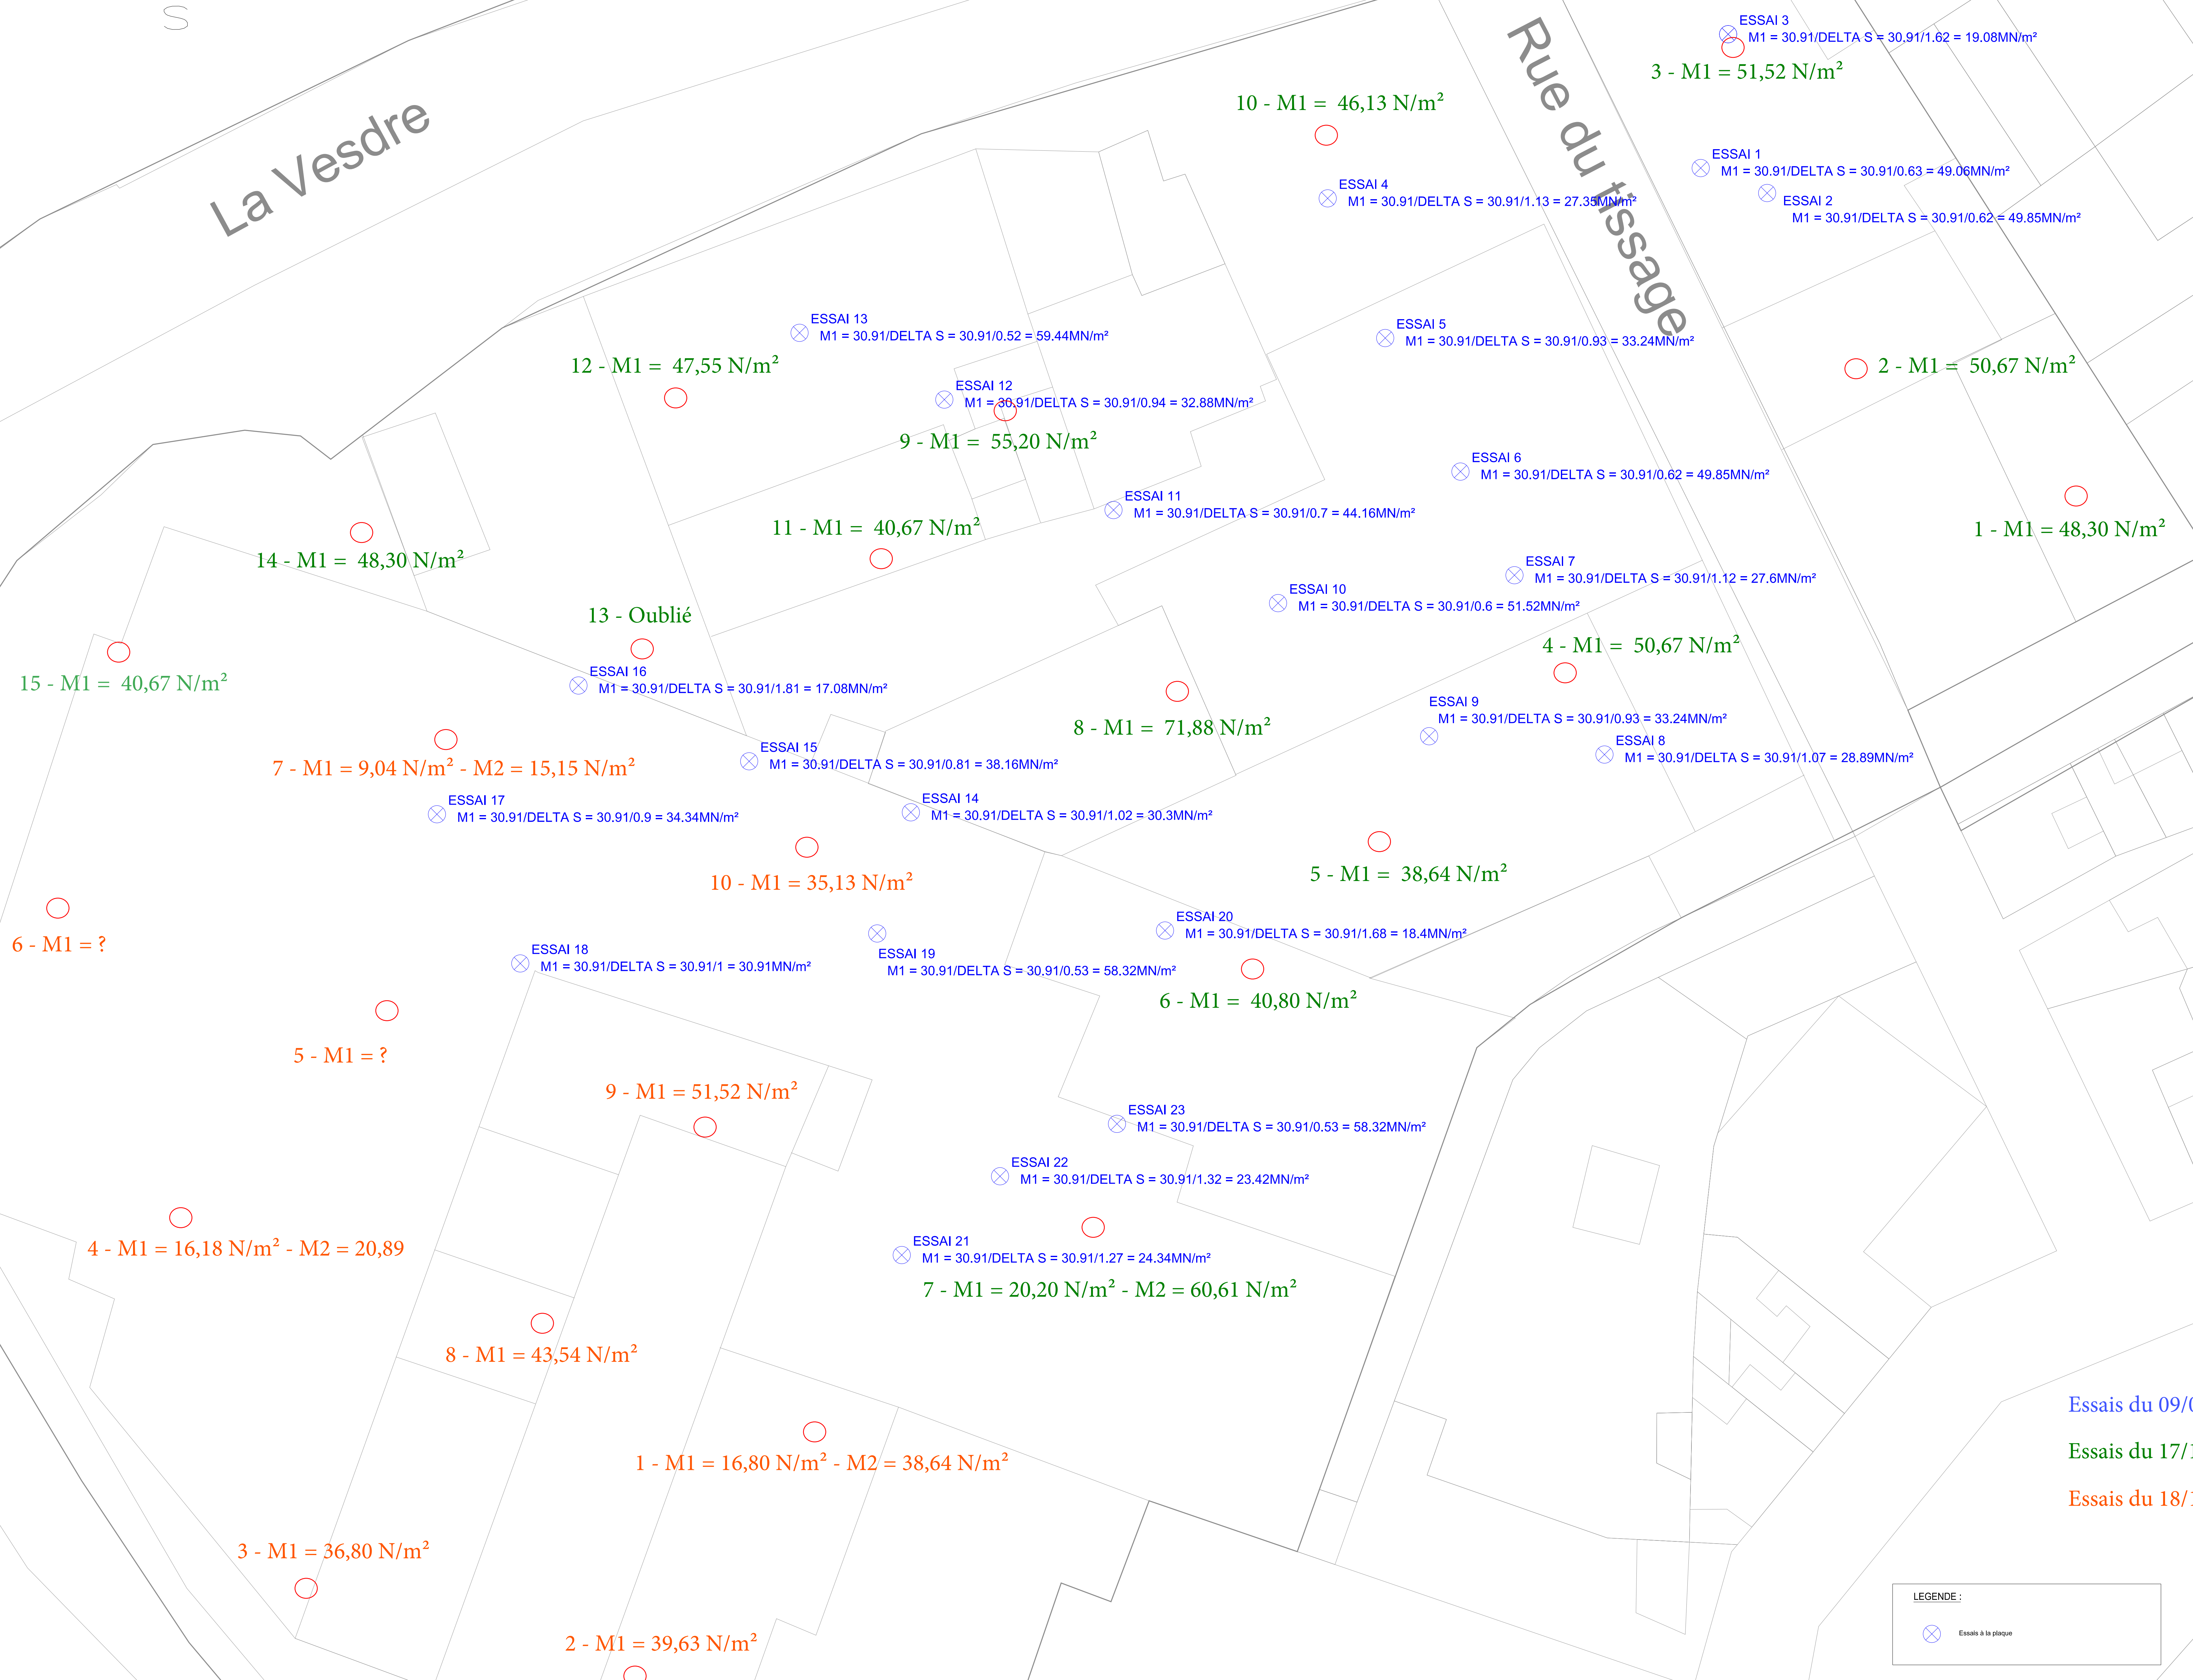 S
La Vesdre
Rue du tissage
ESSAI 3
M1 = 30.91/DELTA S = 30.91/1.62 = 19.08MN/m²
3 - M1 = 51,52 N/m²
10 - M1 = 46,13 N/m²
ESSAI 1
M1 = 30.91/DELTA S = 30.91/0.63 = 49.06MN/m²
ESSAI 4
M1 = 30.91/DELTA S = 30.91/1.13 = 27.35MN/m²
ESSAI 2
M1 = 30.91/DELTA S = 30.91/0.62 = 49.85MN/m²
ESSAI 13
M1 = 30.91/DELTA S = 30.91/0.52 = 59.44MN/m²
ESSAI 5
M1 = 30.91/DELTA S = 30.91/0.93 = 33.24MN/m²
12 - M1 = 47,55 N/m²
2 - M1 = 50,67 N/m²
ESSAI 12
M1 = 30.91/DELTA S = 30.91/0.94 = 32.88MN/m²
9 - M1 = 55,20 N/m²
ESSAI 6
M1 = 30.91/DELTA S = 30.91/0.62 = 49.85MN/m²
ESSAI 11
M1 = 30.91/DELTA S = 30.91/0.7 = 44.16MN/m²
11 - M1 = 40,67 N/m²
1 - M1 = 48,30 N/m²
14 - M1 = 48,30 N/m²
ESSAI 7
M1 = 30.91/DELTA S = 30.91/1.12 = 27.6MN/m²
ESSAI 10
M1 = 30.91/DELTA S = 30.91/0.6 = 51.52MN/m²
13 - Oublié
4 - M1 = 50,67 N/m²
ESSAI 16
M1 = 30.91/DELTA S = 30.91/1.81 = 17.08MN/m²
15 - M1 = 40,67 N/m²
ESSAI 9
M1 = 30.91/DELTA S = 30.91/0.93 = 33.24MN/m²
8 - M1 = 71,88 N/m²
ESSAI 8
M1 = 30.91/DELTA S = 30.91/1.07 = 28.89MN/m²
ESSAI 15
M1 = 30.91/DELTA S = 30.91/0.81 = 38.16MN/m²
7 - M1 = 9,04 N/m² - M2 = 15,15 N/m²
ESSAI 17
M1 = 30.91/DELTA S = 30.91/0.9 = 34.34MN/m²
ESSAI 14
M1 = 30.91/DELTA S = 30.91/1.02 = 30.3MN/m²
10 - M1 = 35,13 N/m²
5 - M1 = 38,64 N/m²
ESSAI 20
M1 = 30.91/DELTA S = 30.91/1.68 = 18.4MN/m²
6 - M1 = ?
ESSAI 18
M1 = 30.91/DELTA S = 30.91/1 = 30.91MN/m²
ESSAI 19
M1 = 30.91/DELTA S = 30.91/0.53 = 58.32MN/m²
6 - M1 = 40,80 N/m²
5 - M1 = ?
9 - M1 = 51,52 N/m²
ESSAI 23
M1 = 30.91/DELTA S = 30.91/0.53 = 58.32MN/m²
ESSAI 22
M1 = 30.91/DELTA S = 30.91/1.32 = 23.42MN/m²
4 - M1 = 16,18 N/m² - M2 = 20,89
ESSAI 21
M1 = 30.91/DELTA S = 30.91/1.27 = 24.34MN/m²
7 - M1 = 20,20 N/m² - M2 = 60,61 N/m²
8 - M1 = 43,54 N/m²
Essais du 09/0
1 - M1 = 16,80 N/m² - M2 = 38,64 N/m²
Essais du 17/1
Essais du 18/1
3 - M1 = 36,80 N/m²
2 - M1 = 39,63 N/m²
LEGENDE :
Essais à la plaque